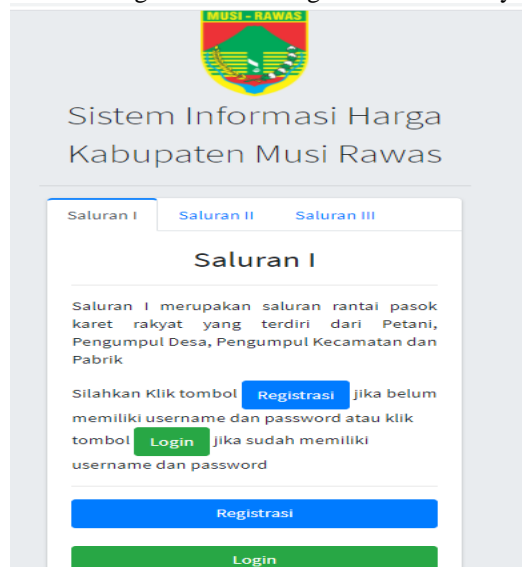 MUSI - RAWAS
Sistem Informasi Harga
Kabupaten Musi Rawas
Saluran I Saluran II Saluran III
Saluran I
Saluran I merupakan saluran rantai pasok
karet rakyat yang terdiri dari Petani,
Pengumpul Desa, Pengumpul Kecamatan dan
Pabrik
Silahkan Klik tombol Registrasi jika belum
memiliki username dan password atau klik
tombol Login jika sudah memiliki
username dan password
Registrasi
Login